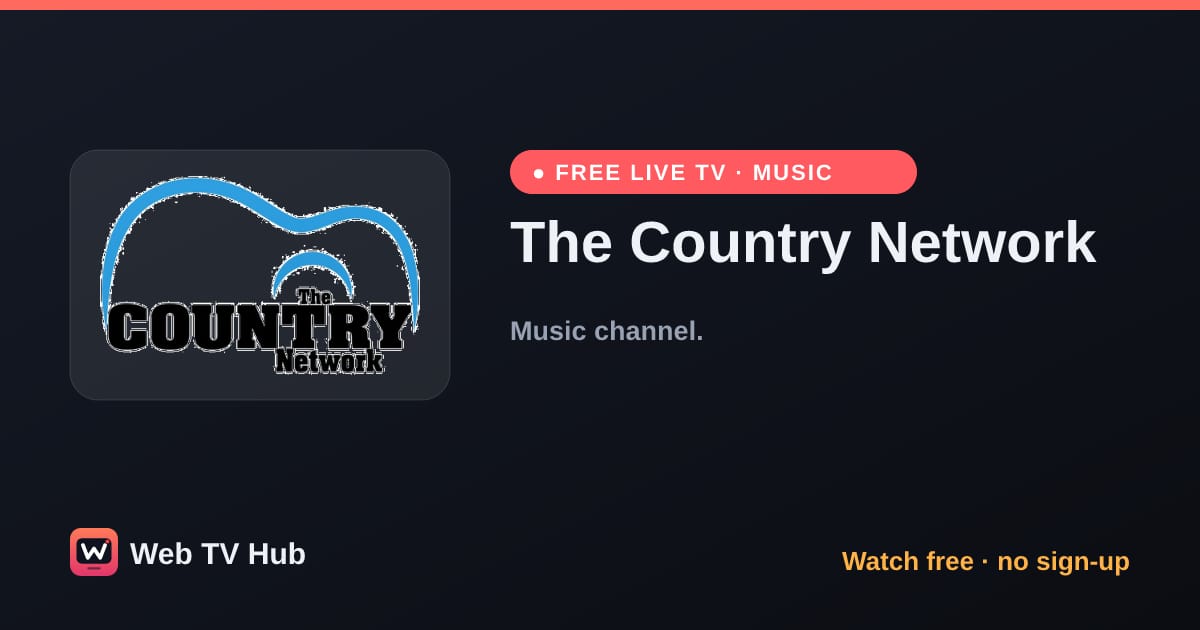 The
COUNTRY
Network
• FREE LIVE TV · MUSIC
The Country Network
Music channel.
W
Web TV Hub
Watch free · no sign-up